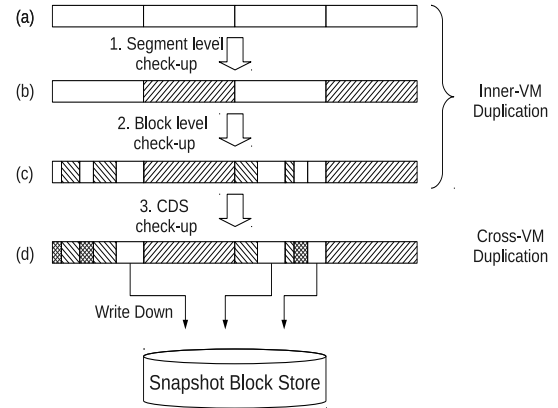 (a)
1. Segment level
check-up
(b)
Inner-VM
Duplication
2. Block level
check-up
(c)
3. CDS
check-up
(d)
Cross-VM
Duplication
Write Down
Snapshot Block Store